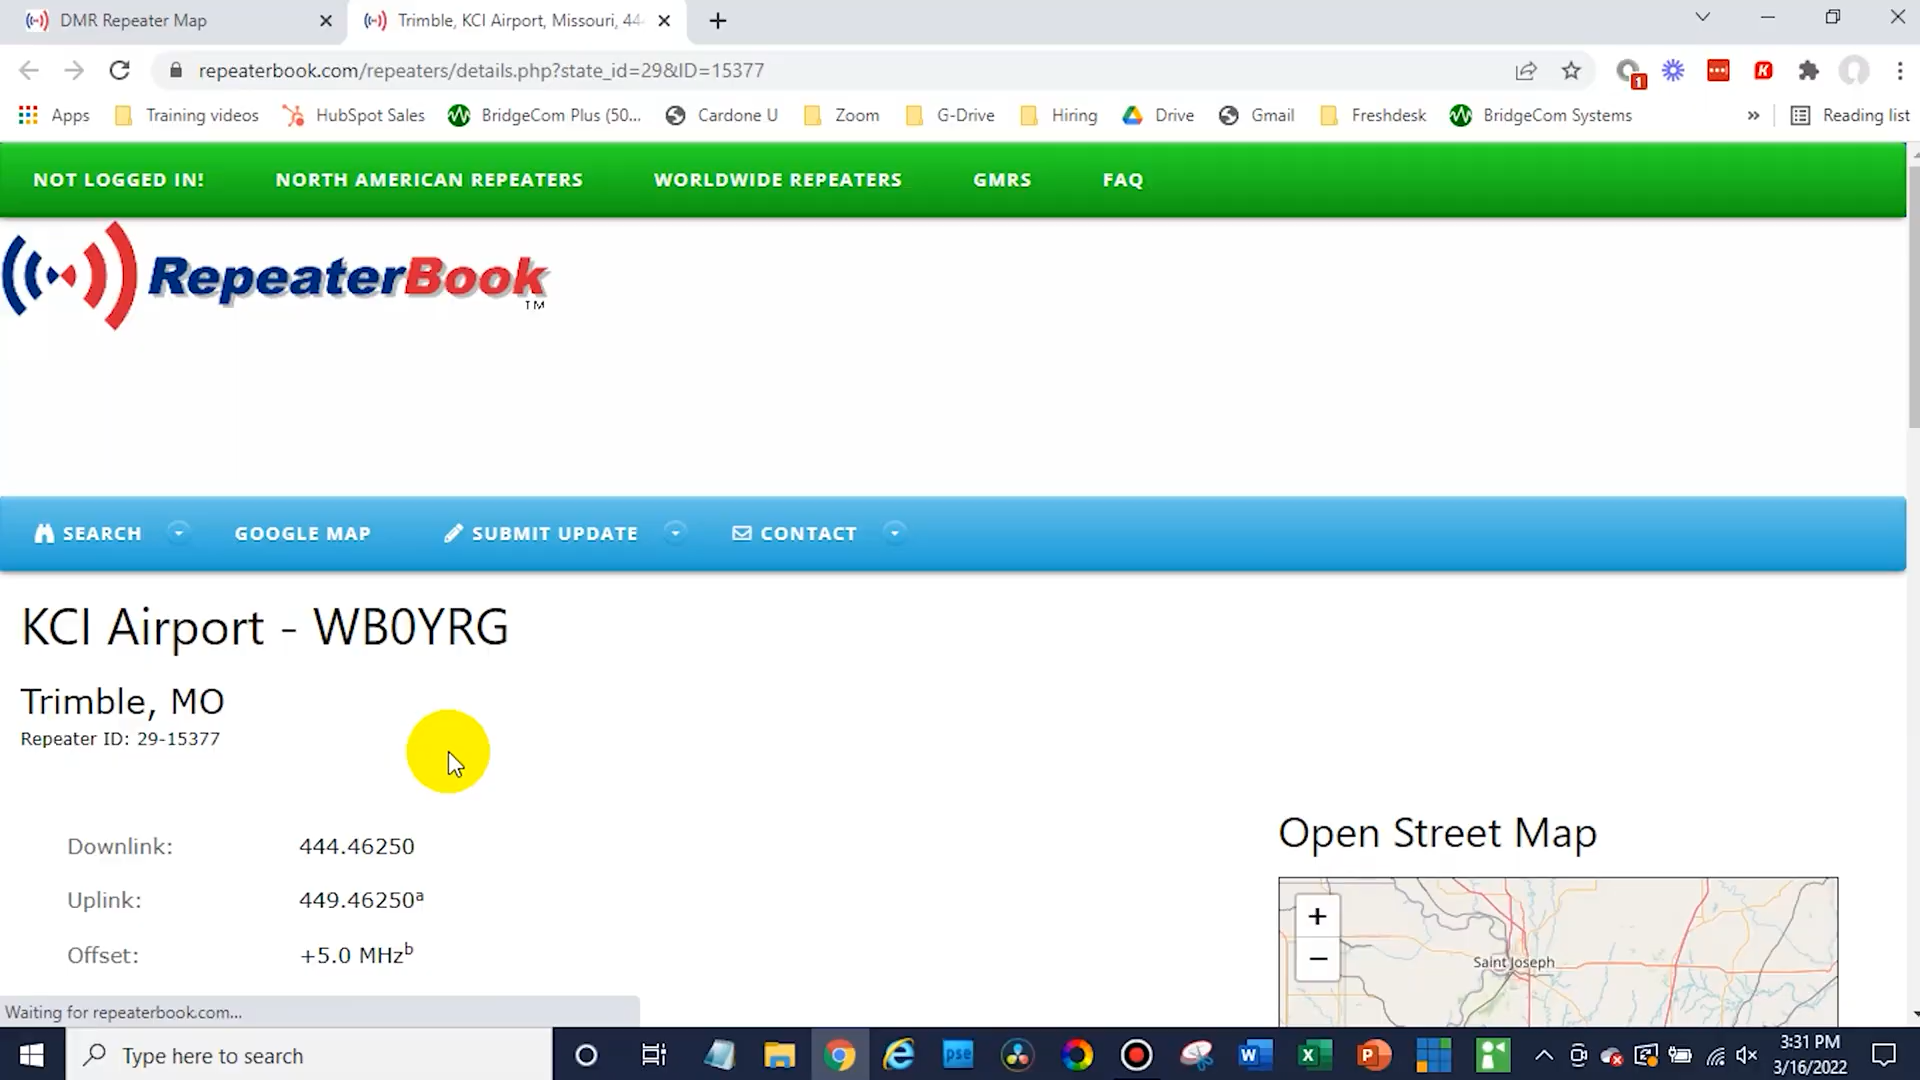 DMR Repeater Map
Trimble, KCI Airport, Missouri, 44
repeaterbook.com/repeaters/details.php?state_id=29&ID=15377
1
Apps
Training videos
HubSpot Sales
BridgeCom Plus (50...
Cardone U
Zoom
G-Drive
Hiring
Drive
Gmail
Freshdesk
BridgeCom Systems
»
Reading list
NOT LOGGED IN!
NORTH AMERICAN REPEATERS
WORLDWIDE REPEATERS
GMRS
FAQ
RepeaterBook
TM
SEARCH
GOOGLE MAP
SUBMIT UPDATE
CONTACT
KCI Airport - WB0YRG
Trimble, MO
Repeater ID: 29-15377
Downlink: 444.46250
Uplink: 449.46250ª
Offset: +5.0 MHzᵇ
Open Street Map
+
−
Saint Joseph
Waiting for repeaterbook.com...
Type here to search
pse
3:31 PM
3/16/2022